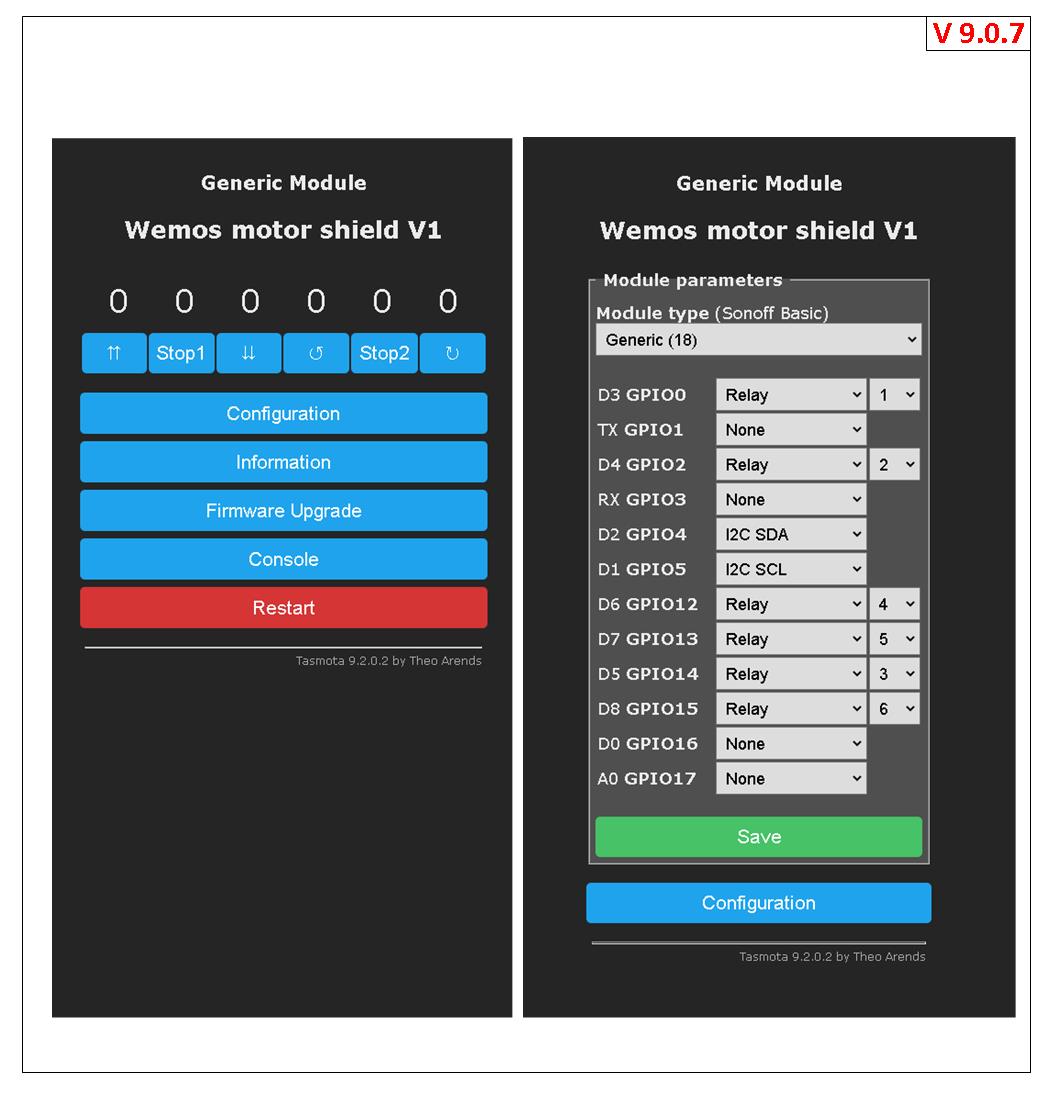 V 9.0.7
Generic Module
Wemos motor shield V1
0 0 0 0 0 0
⇈ Stop1 ⇊ ↺ Stop2 ↻
Configuration
Information
Firmware Upgrade
Console
Restart
Tasmota 9.2.0.2 by Theo Arends
Generic Module
Wemos motor shield V1
Module parameters
Module type (Sonoff Basic)
Generic (18)
D3 GPIO0 Relay 1
TX GPIO1 None
D4 GPIO2 Relay 2
RX GPIO3 None
D2 GPIO4 I2C SDA
D1 GPIO5 I2C SCL
D6 GPIO12 Relay 4
D7 GPIO13 Relay 5
D5 GPIO14 Relay 3
D8 GPIO15 Relay 6
D0 GPIO16 None
A0 GPIO17 None
Save
Configuration
Tasmota 9.2.0.2 by Theo Arends